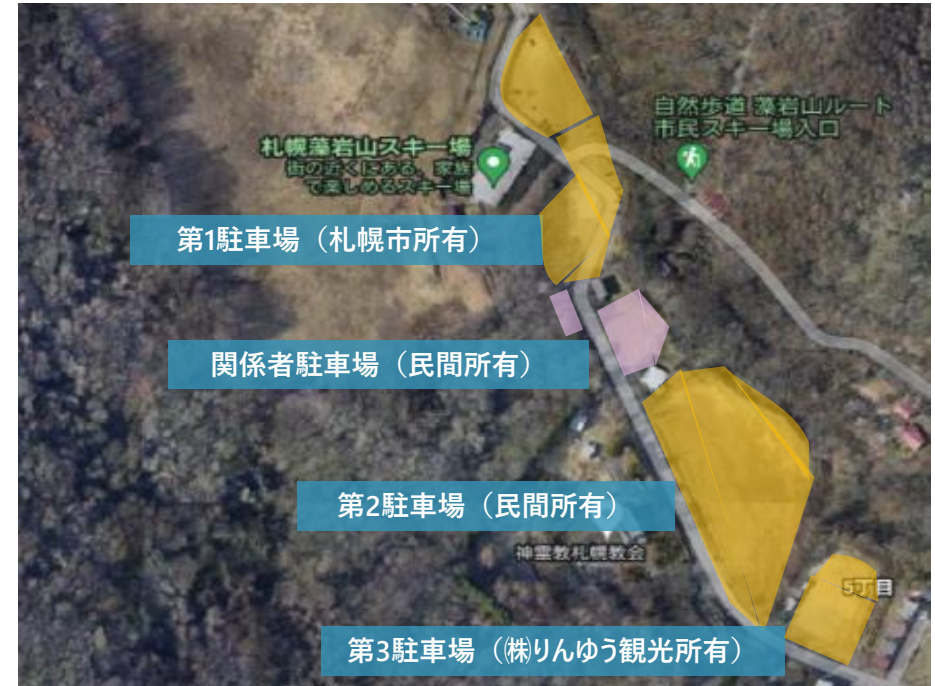 自然歩道 藻岩山ルート
市民スキー場入口
札幌藻岩山スキー場
街の近くにある、家族
で楽しめるスキー場
第1駐車場（札幌市所有）
関係者駐車場（民間所有）
第2駐車場（民間所有）
神霊教札幌教会
5丁目
第3駐車場（㈱りんゆう観光所有）